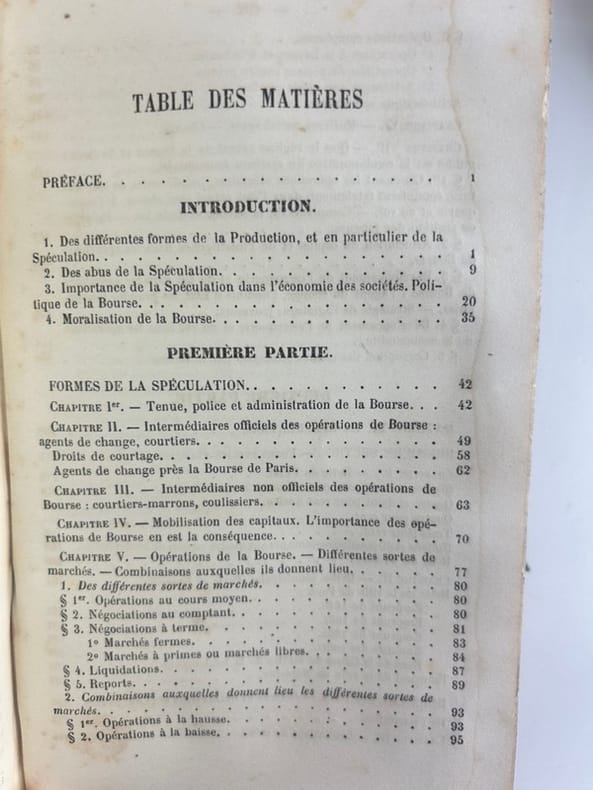 TABLE DES MATIÈRES
PRÉFACE. . . . . . . . . . . . . . . . . . 1
INTRODUCTION.
1. Des différentes formes de la Production, et en particulier de la
Spéculation. . . . . . . . . . . . . . . . . . 1
2. Des abus de la Spéculation. . . . . . . . . . . . 9
3. Importance de la Spéculation dans l'économie des sociétés. Poli-
tique de la Bourse. . . . . . . . . . . . . . . . 20
4. Moralisation de la Bourse. . . . . . . . . . . . 35
PREMIÈRE PARTIE.
FORMES DE LA SPÉCULATION. . . . . . . . . . . . 42
CHAPITRE Ier. — Tenue, police et administration de la Bourse. . . 42
CHAPITRE II. — Intermédiaires officiels des opérations de Bourse :
agents de change, courtiers. . . . . . . . . . . . 49
Droits de courtage. . . . . . . . . . . . . . . 58
Agents de change près la Bourse de Paris. . . . . . . . 62
CHAPITRE III. — Intermédiaires non officiels des opérations de
Bourse : courtiers-marrons, coulissiers. . . . . . . . . 63
CHAPITRE IV. — Mobilisation des capitaux. L'importance des opé-
rations de Bourse en est la conséquence. . . . . . . . . 70
CHAPITRE V. — Opérations de la Bourse. — Différentes sortes de
marchés. — Combinaisons auxquelles ils donnent lieu. . . . . 77
1. Des différentes sortes de marchés. . . . . . . . . . 80
§ 1er. Opérations au cours moyen. . . . . . . . . . 80
§ 2. Négociations au comptant. . . . . . . . . . . 80
§ 3. Négociations à terme. . . . . . . . . . . . 81
1o Marchés fermes. . . . . . . . . . . . . 83
2o Marchés à primes ou marchés libres. . . . . . . 84
§ 4. Liquidations. . . . . . . . . . . . . . . 87
§ 5. Reports. . . . . . . . . . . . . . . . 89
2. Combinaisons auxquelles donnent lieu les différentes sortes de
marchés. . . . . . . . . . . . . . . . . . 93
§ 1er. Opérations à la hausse. . . . . . . . . . . 93
§ 2. Opérations à la baisse. . . . . . . . . . . . 95